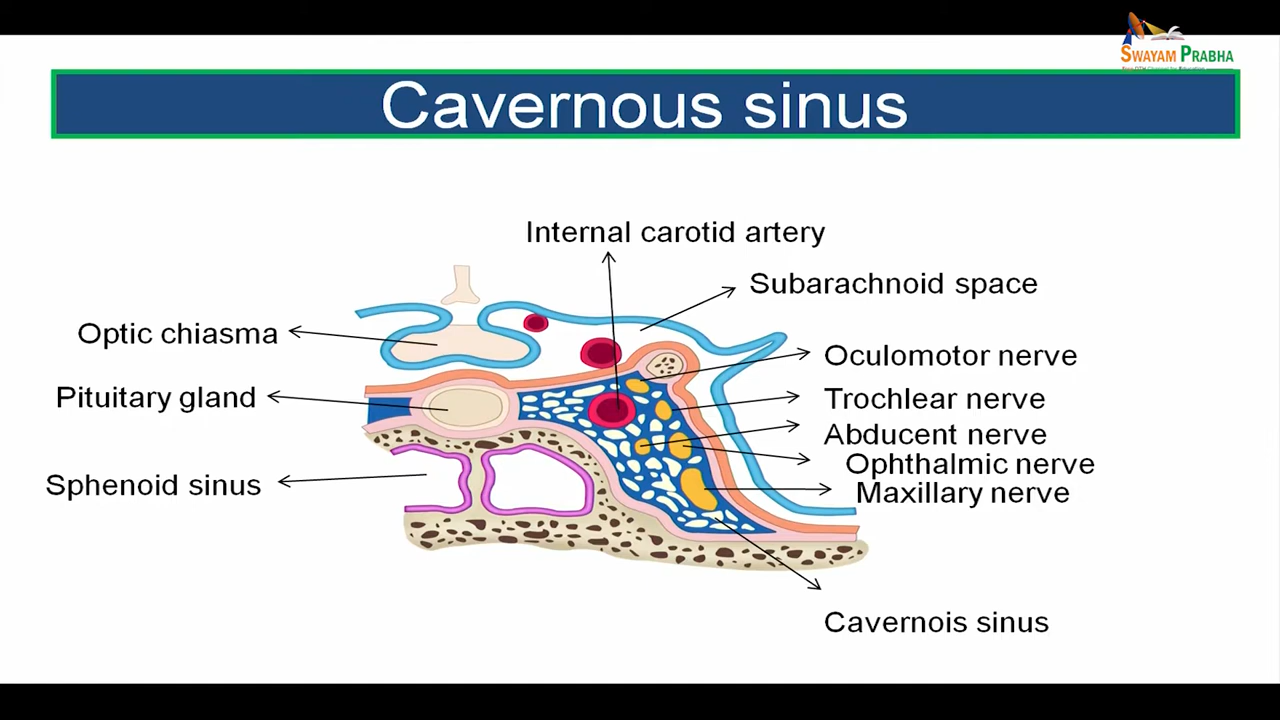 SWAYAM PRABHA
Cavernous sinus
Internal carotid artery
Subarachnoid space
Optic chiasma
Oculomotor nerve
Pituitary gland
Trochlear nerve
Abducent nerve
Ophthalmic nerve
Sphenoid sinus
Maxillary nerve
Cavernois sinus